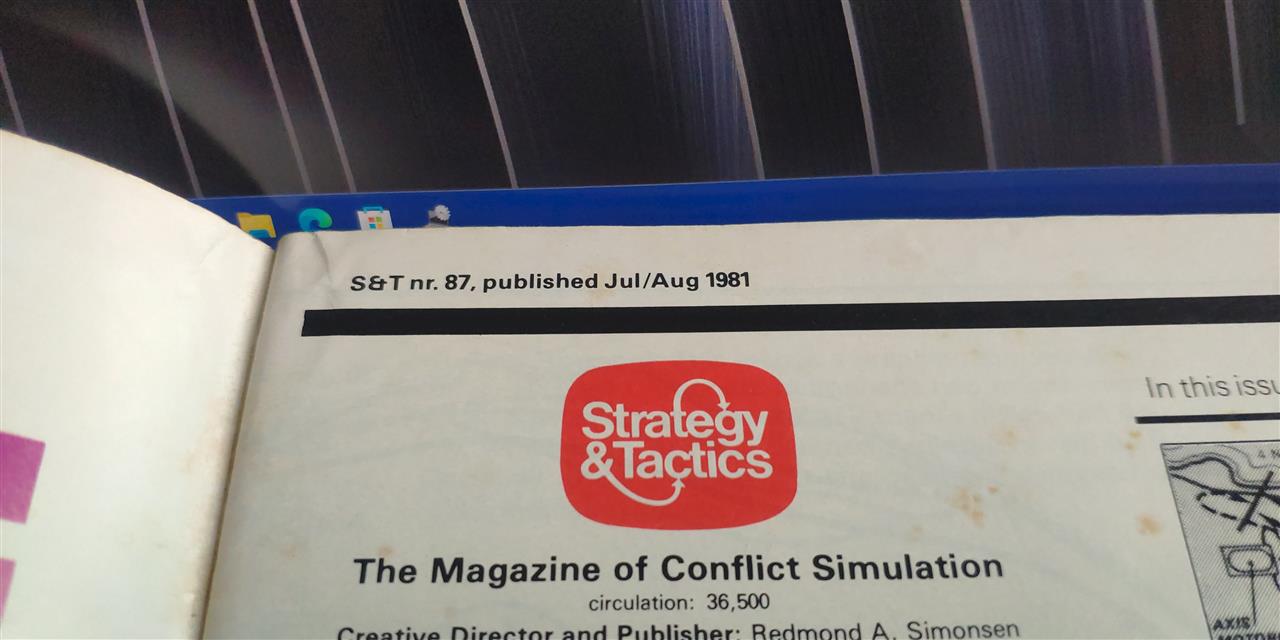 S&T nr. 87, published Jul/Aug 1981
Strategy
&Tactics
The Magazine of Conflict Simulation
circulation: 36,500
Creative Director and Publisher: Redmond A. Simonsen
In this
AXIS